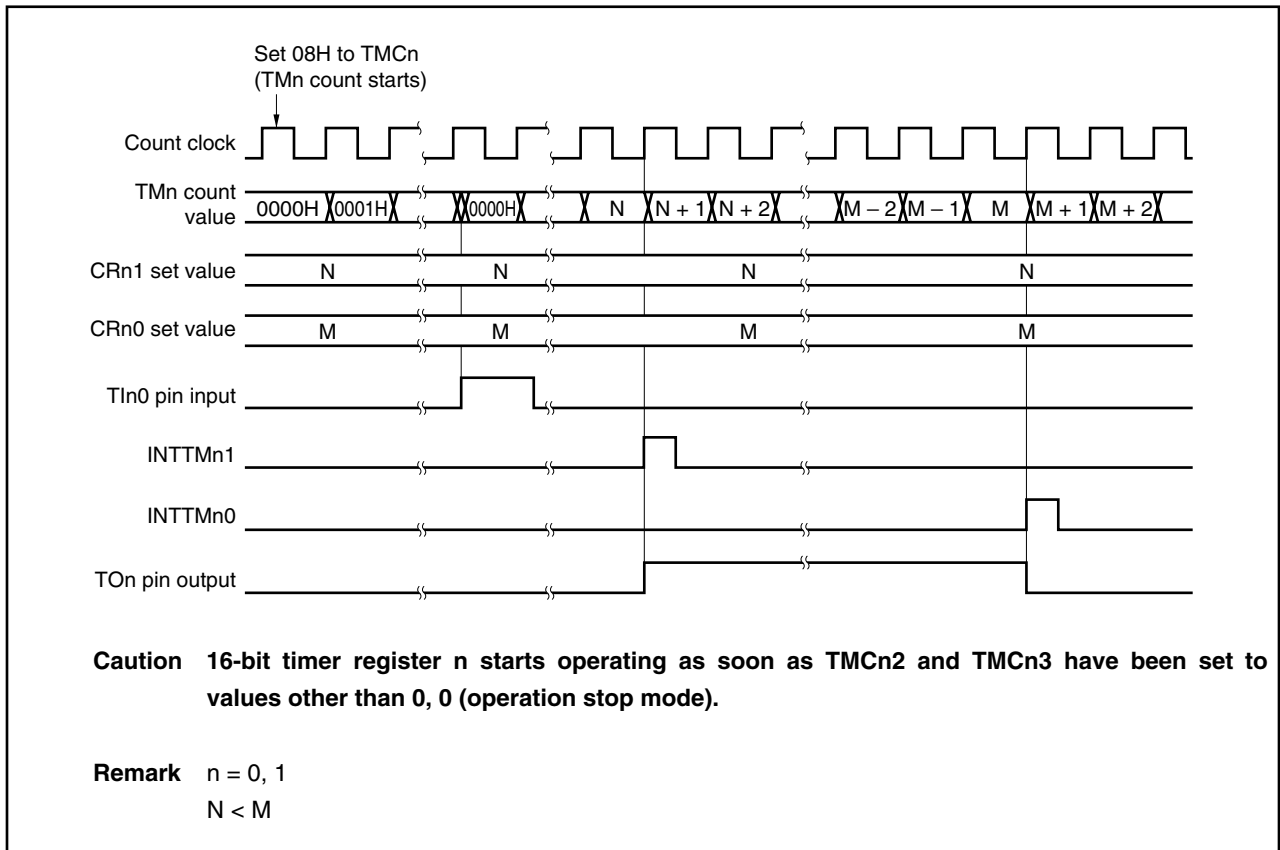 Set 08H to TMCn
(TMn count starts)
Count clock
TMn count
value
0000H 0001H 0000H N N + 1 N + 2 M – 2 M – 1 M M + 1 M + 2
CRn1 set value N N N N
CRn0 set value M M M M
TIn0 pin input
INTTMn1
INTTMn0
TOn pin output
Caution 16-bit timer register n starts operating as soon as TMCn2 and TMCn3 have been set to
values other than 0, 0 (operation stop mode).
Remark n = 0, 1
N < M